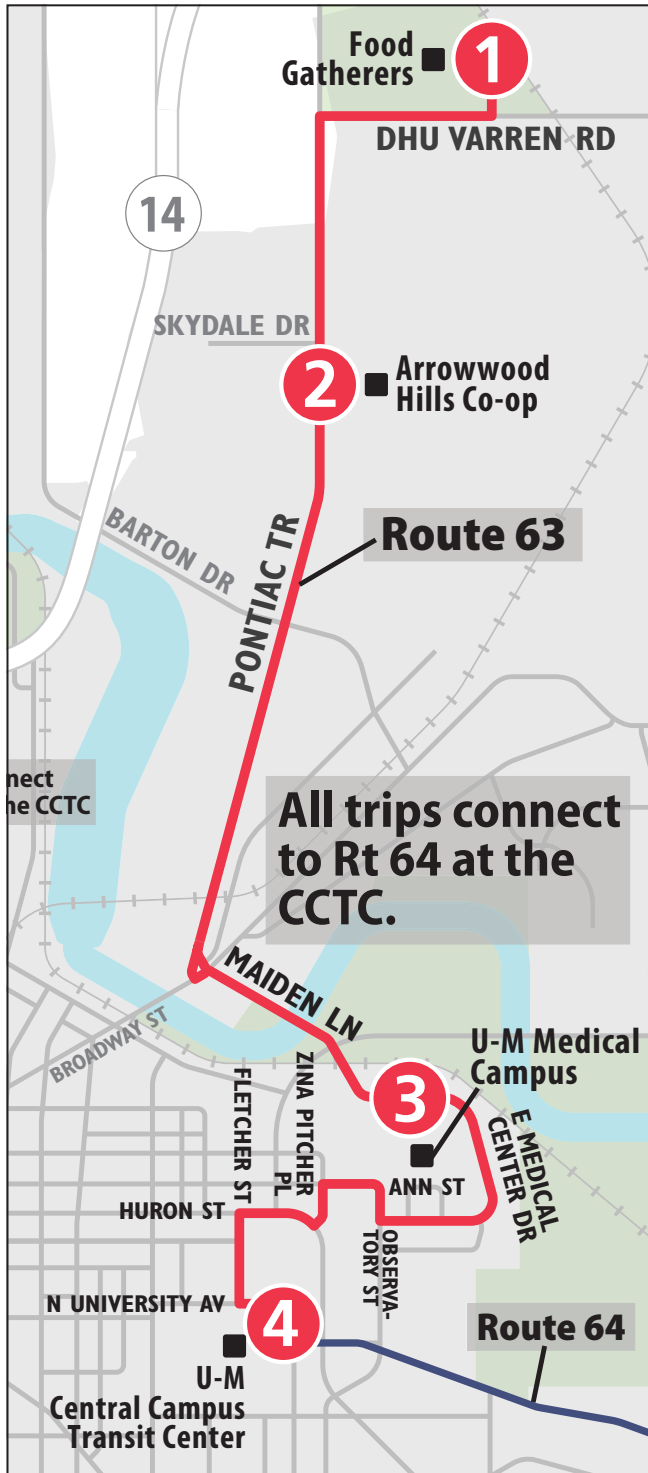 Food
Gatherers
1
DHU VARREN RD
14
SKYDALE DR
2
Arrowwood
Hills Co-op
BARTON DR
PONTIAC TR
Route 63
nnect
he CCTC
All trips connect
to Rt 64 at the
CCTC.
MAIDEN LN
BROADWAY ST
U-M Medical
Campus
3
FLETCHER ST
ZINA PITCHER
PL
E MEDICAL
CENTER DR
ANN ST
HURON ST
OBSERVA-
TORY ST
N UNIVERSITY AV
4
Route 64
U-M
Central Campus
Transit Center